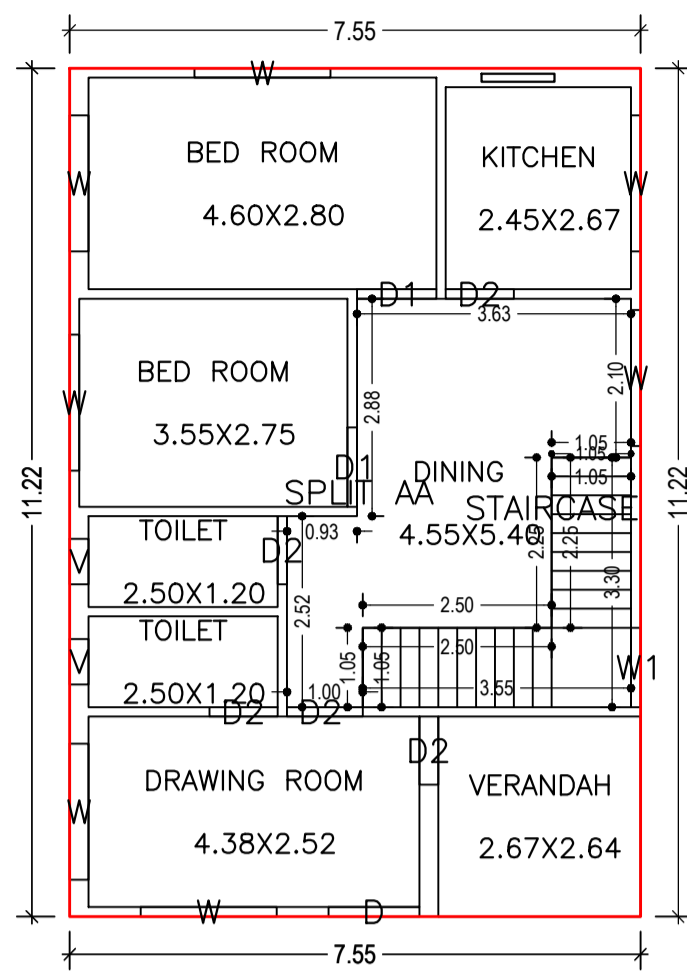 7.55
W
BED ROOM
4.60X2.80
KITCHEN
2.45X2.67
W
W
D1
D2
3.63
BED ROOM
3.55X2.75
W
2.88
2.10
W
11.22
11.22
D1
SPLIT AA
DINING
4.55X5.40
STAIRCASE
1.05
1.05
1.05
2.25
2.25
3.30
TOILET
2.50X1.20
V
D2
0.93
2.52
TOILET
2.50X1.20
V
2.50
2.50
1.05
1.05
1.00
3.55
W1
D2
D2
D2
DRAWING ROOM
4.38X2.52
VERANDAH
2.67X2.64
W
W
D
7.55